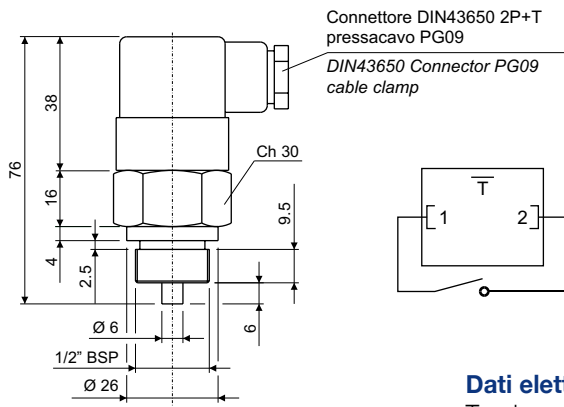 Connettore DIN43650 2P+T
pressacavo PG09
DIN43650 Connector PG09
cable clamp
Ch 30
76
38
16
4
2.5
9.5
6
Ø 6
1/2" BSP
Ø 26
T
1
2
Dati elett